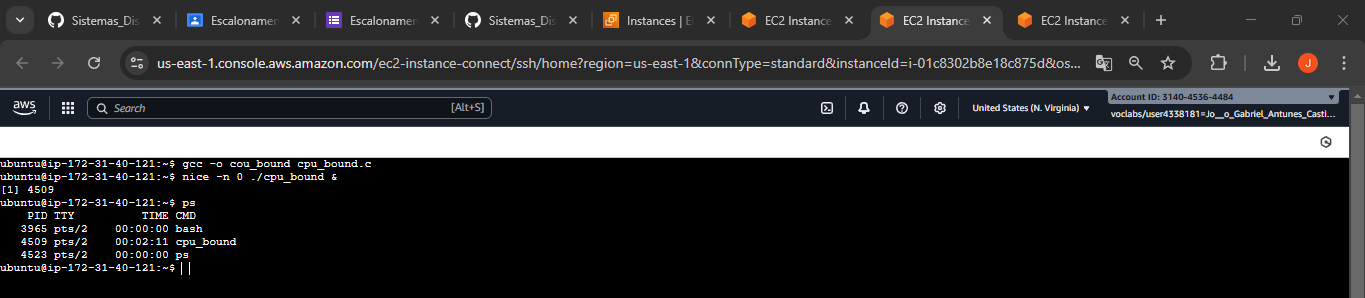 Sistemas_Dis
Escalonamen
Escalonamen
Sistemas_Dis
Instances | E
EC2 Instance
EC2 Instance
EC2 Instance
us-east-1.console.aws.amazon.com/ec2-instance-connect/ssh/home?region=us-east-1&connType=standard&instanceId=i-01c8302b8e18c875d&os...
J
aws
Search
[Alt+S]
United States (N. Virginia)
Account ID: 3140-4536-4484
voclabs/user4338181=Jo__o_Gabriel_Antunes_Casti...
ubuntu@ip-172-31-40-121:~$ gcc -o cou_bound cpu_bound.c
ubuntu@ip-172-31-40-121:~$ nice -n 0 ./cpu_bound &
[1] 4509
ubuntu@ip-172-31-40-121:~$ ps
PID TTY TIME CMD
3965 pts/2 00:00:00 bash
4509 pts/2 00:02:11 cpu_bound
4523 pts/2 00:00:00 ps
ubuntu@ip-172-31-40-121:~$